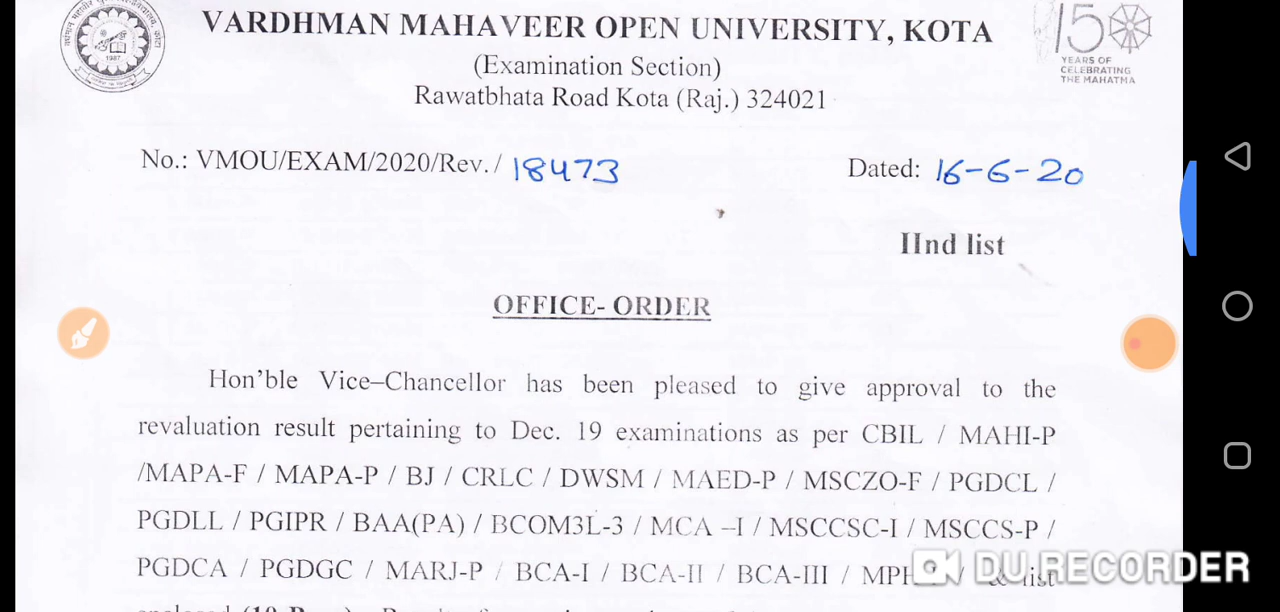 VARDHMAN MAHAVEER OPEN UNIVERSITY, KOTA
(Examination Section)
Rawatbhata Road Kota (Raj.) 324021
1987
150
YEARS OF
CELEBRATING
THE MAHATMA
No.: VMOU/EXAM/2020/Rev. / 18473
Dated: 16-6-20
IInd list
OFFICE- ORDER
Hon'ble Vice–Chancellor has been pleased to give approval to the
revaluation result pertaining to Dec. 19 examinations as per CBIL / MAHI-P
/MAPA-F / MAPA-P / BJ / CRLC / DWSM / MAED-P / MSCZO-F / PGDCL /
PGDLL / PGIPR / BAA(PA) / BCOM3L-3 / MCA –I / MSCCSC-I / MSCCS-P /
PGDCA / PGDGC / MARJ-P / BCA-I / BCA-II / BCA-III / & list
DU RECORDER